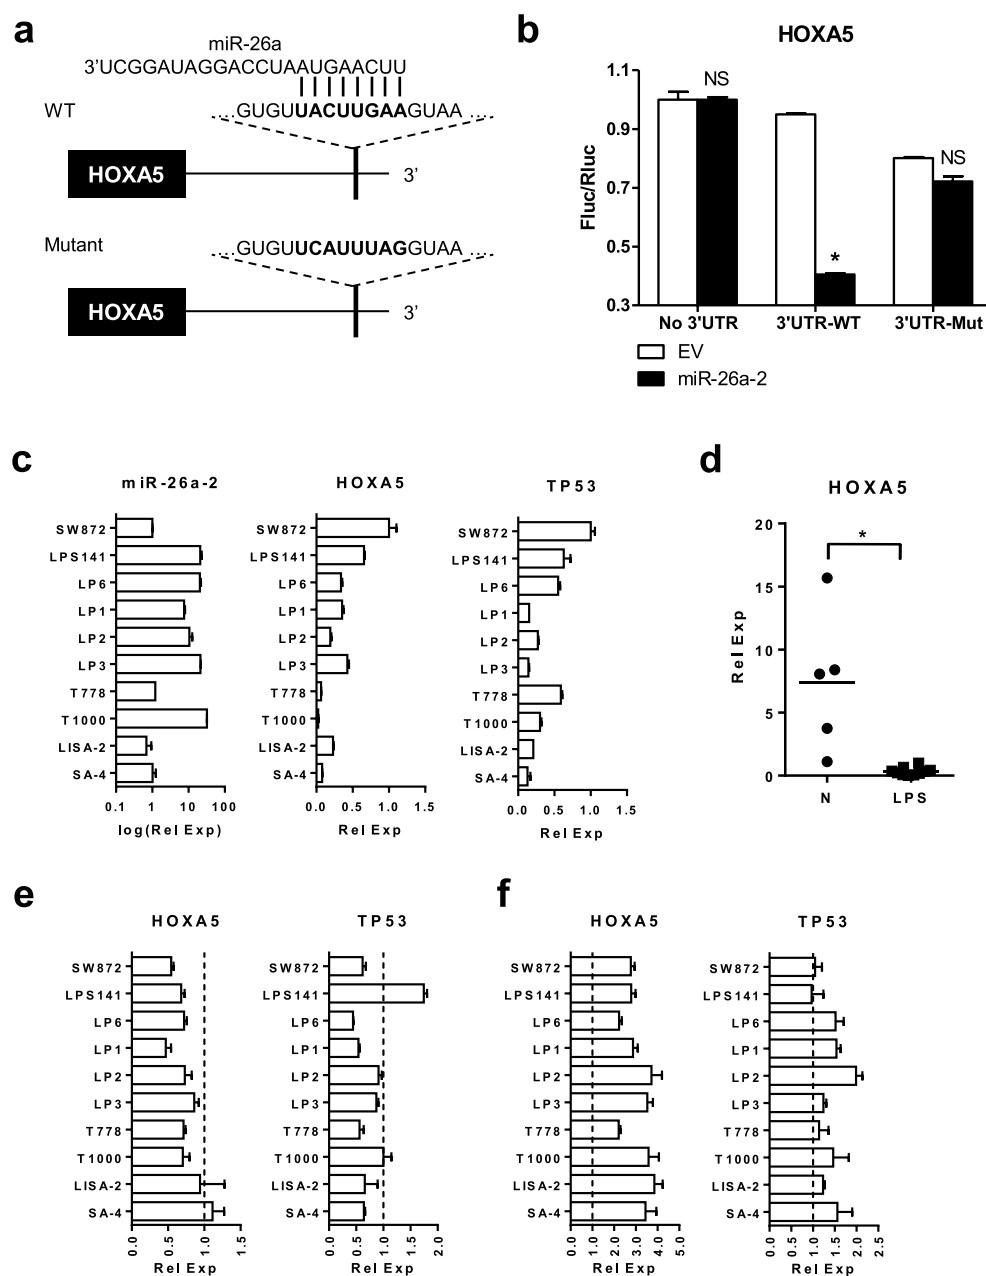 a
miR-26a
3'UCGGAUAGGACCUAAUGAACUU
WT
....GUGUUACUUGAAGUAA....
HOXA5
3'
Mutant
....GUGUUCAUUUAGGUAA....
HOXA5
3'
b
HOXA5
Fluc/Rluc
1.1
0.9
0.7
0.5
0.3
NS
*
NS
No 3'UTR 3'UTR-WT 3'UTR-Mut
EV
miR-26a-2
c
miR-26a-2
SW872
LPS141
LP6
LP1
LP2
LP3
T778
T1000
LISA-2
SA-4
0.1 1 10 100
log(Rel Exp)
HOXA5
SW872
LPS141
LP6
LP1
LP2
LP3
T778
T1000
LISA-2
SA-4
0.0 0.5 1.0 1.5
Rel Exp
TP53
SW872
LPS141
LP6
LP1
LP2
LP3
T778
T1000
LISA-2
SA-4
0.0 0.5 1.0 1.5
Rel Exp
d
HOXA5
Rel Exp
20
15
10
5
0
*
N LPS
e
HOXA5
SW872
LPS141
LP6
LP1
LP2
LP3
T778
T1000
LISA-2
SA-4
0.0 0.5 1.0 1.5
Rel Exp
TP53
SW872
LPS141
LP6
LP1
LP2
LP3
T778
T1000
LISA-2
SA-4
0.0 0.5 1.0 1.5 2.0
Rel Exp
f
HOXA5
SW872
LPS141
LP6
LP1
LP2
LP3
T778
T1000
LISA-2
SA-4
0.0 1.0 2.0 3.0 4.0 5.0
Rel Exp
TP53
SW872
LPS141
LP6
LP1
LP2
LP3
T778
T1000
LISA-2
SA-4
0.0 0.5 1.0 1.5 2.0 2.5
Rel Exp